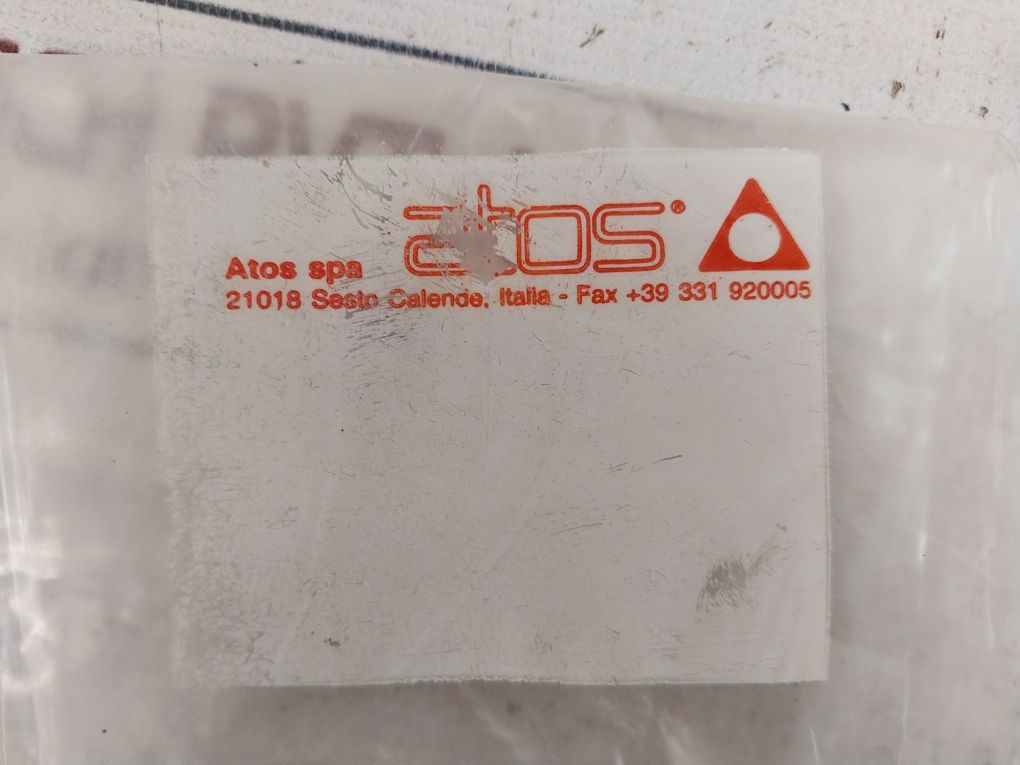 atos®
Atos spa
21018 Sesto Calende, Italia - Fax +39 331 920005